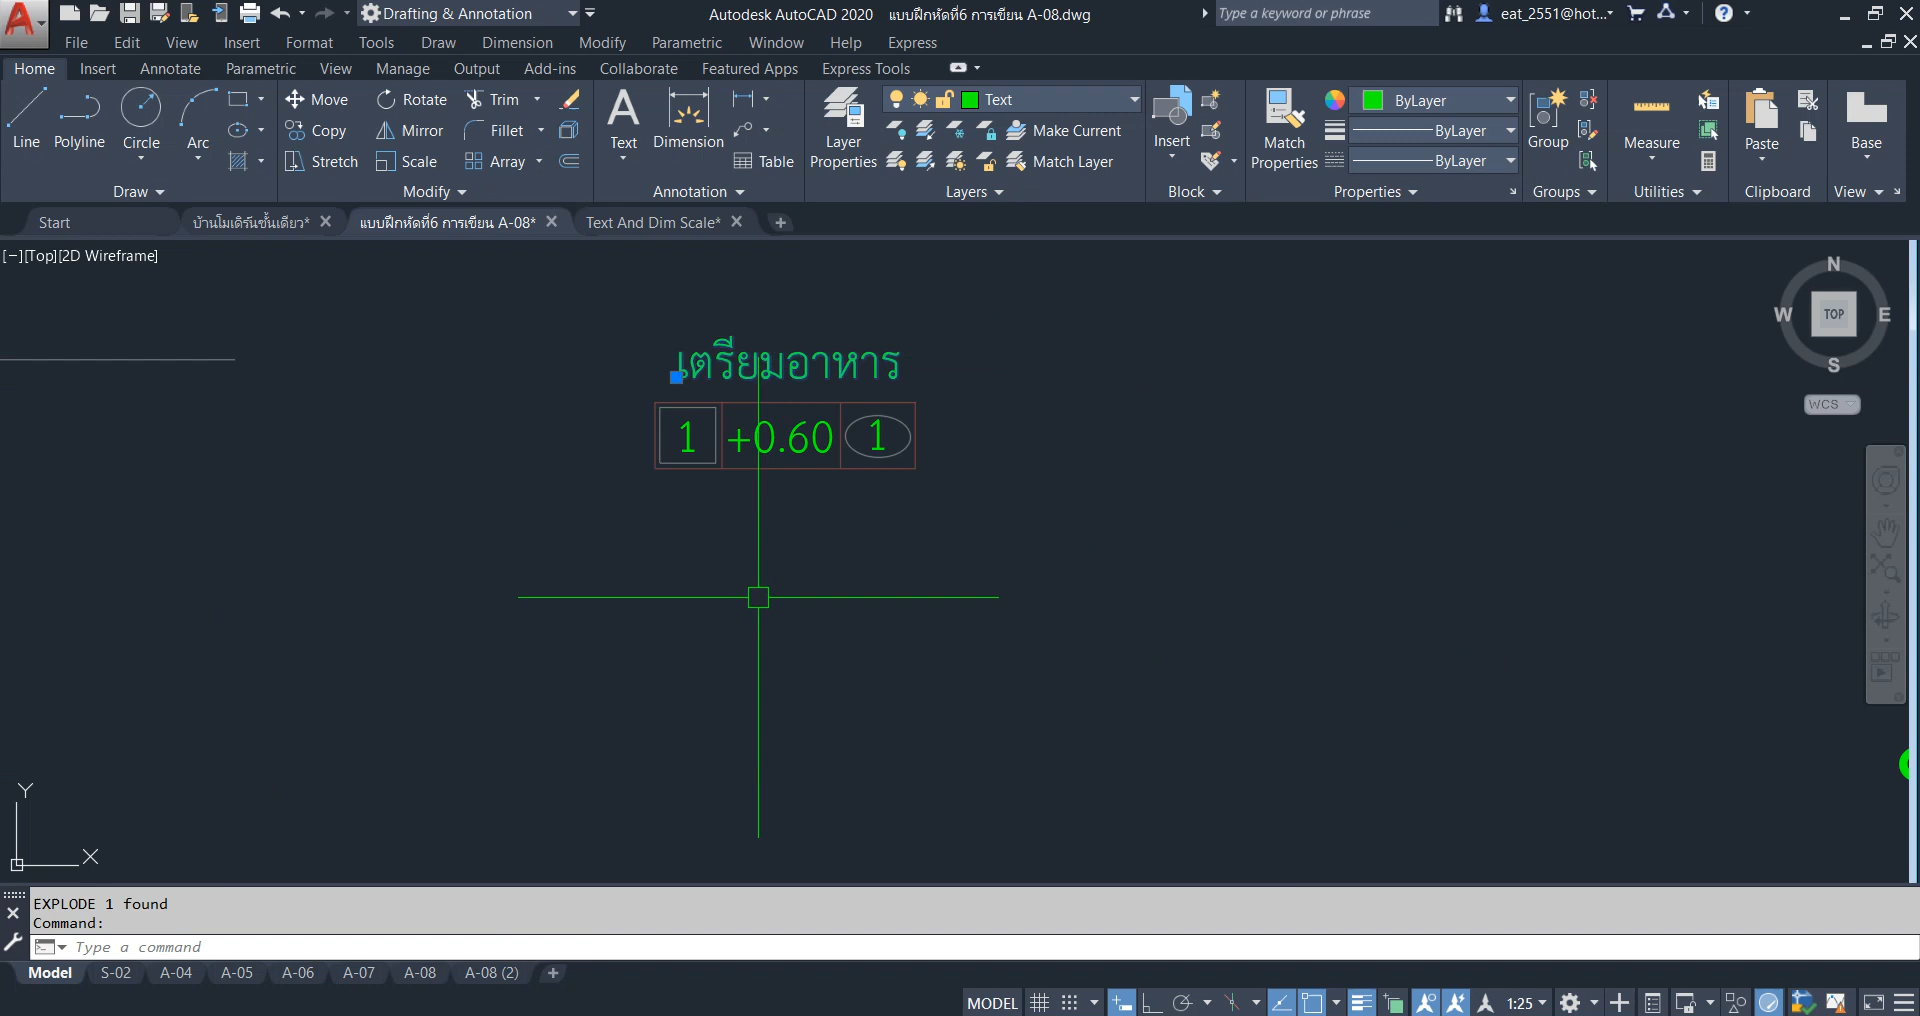 Drafting & Annotation
Autodesk AutoCAD 2020 แบบฝึกหัดที่6 การเขียน A-08.dwg
Type a keyword or phrase
eat_2551@hot...
File Edit View Insert Format Tools Draw Dimension Modify Parametric Window Help Express
Home Insert Annotate Parametric View Manage Output Add-ins Collaborate Featured Apps Express Tools
Line Polyline Circle Arc
Move Rotate Trim
Copy Mirror Fillet
Stretch Scale Array
Text Dimension Table
Layer Properties
Text
Make Current
Match Layer
Insert
Match Properties
ByLayer
ByLayer
ByLayer
Group
Measure
Paste
Base
Draw Modify Annotation Layers Block Properties Groups Utilities Clipboard View
Start บ้านโมเดิร์นชั้นเดียว* แบบฝึกหัดที่6 การเขียน A-08* Text And Dim Scale*
[−][Top][2D Wireframe]
N
W TOP E
S
WCS
เตรียมอาหาร
1 +0.60 1
Y
X
EXPLODE 1 found
Command:
Type a command
Model S-02 A-04 A-05 A-06 A-07 A-08 A-08 (2)
MODEL 1:25